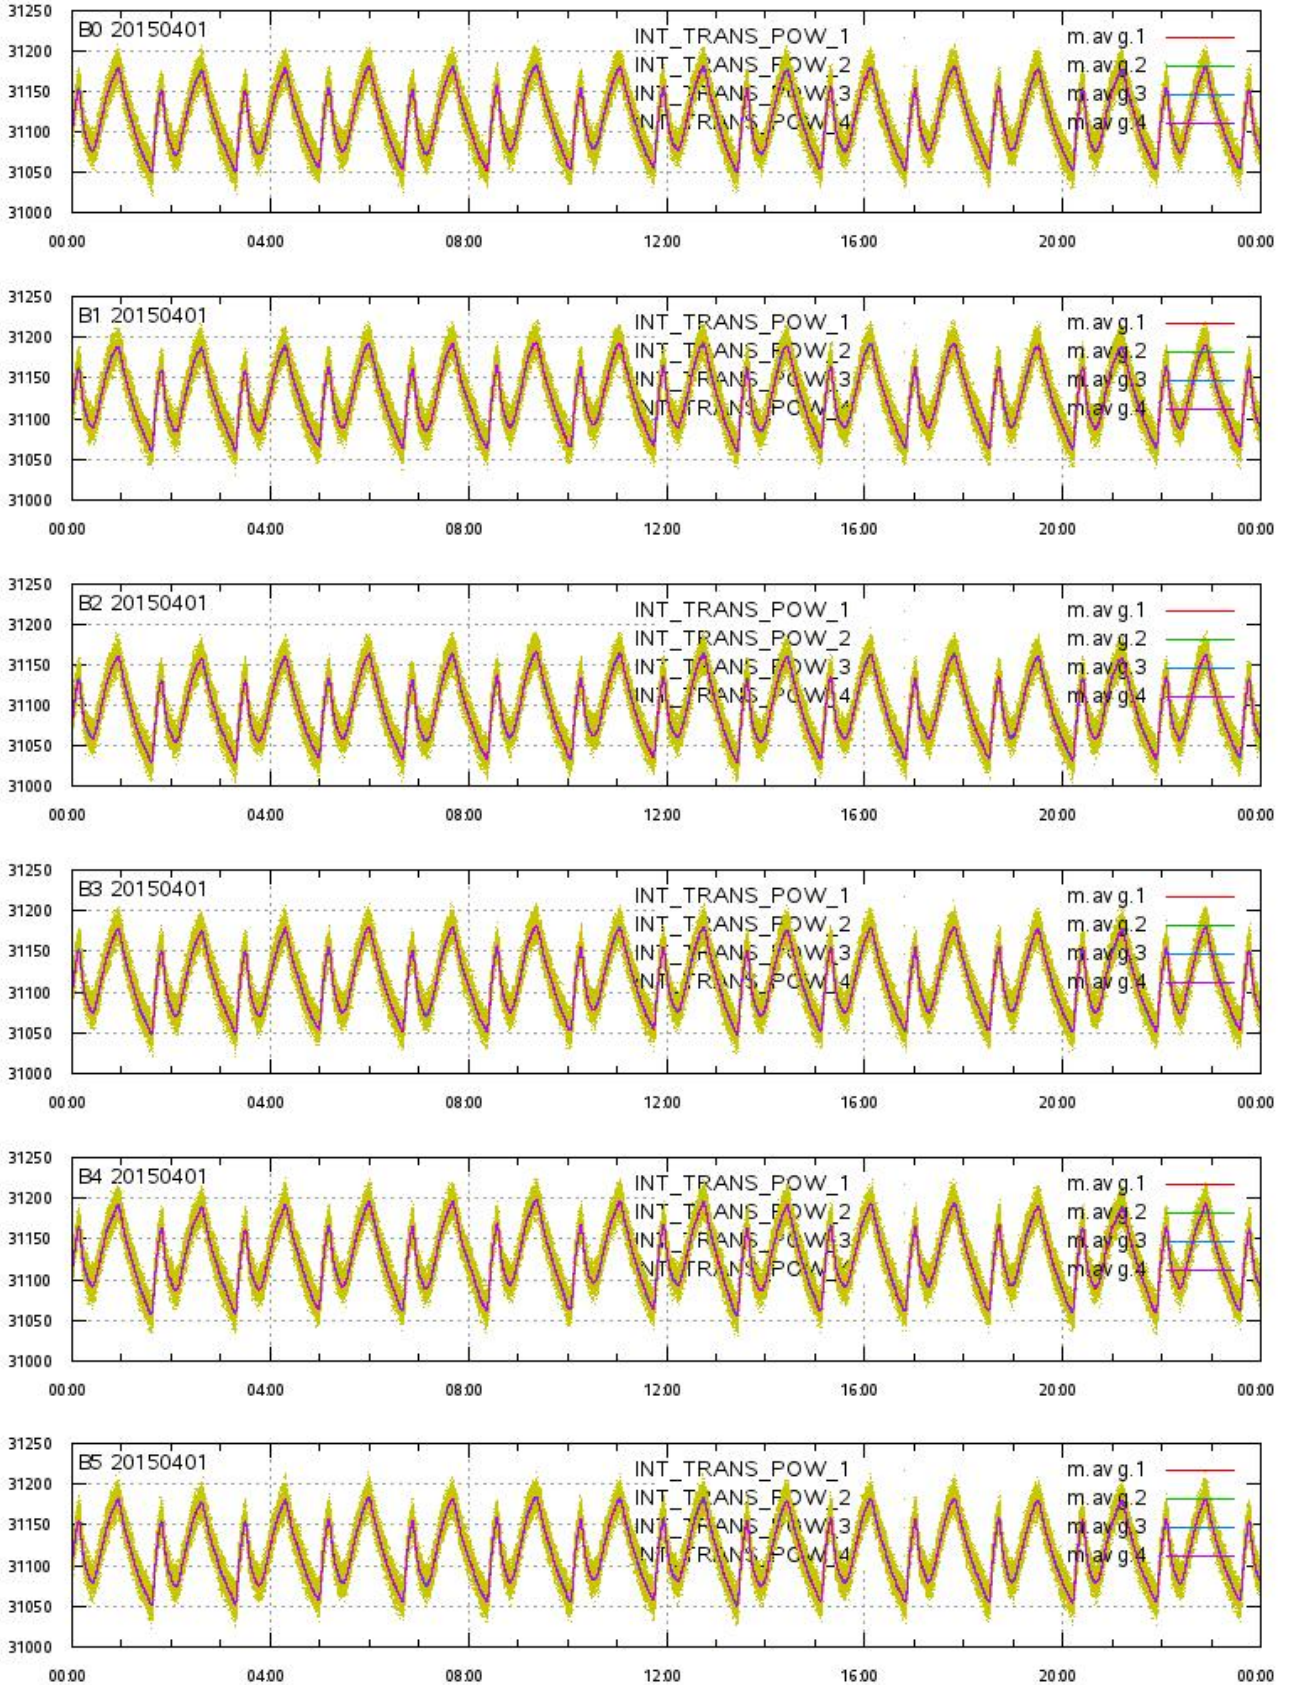 31250
B0 20150401 INT_TRANS_POW_1 m.avg.1
31200
INT_TRANS_POW_2 m.avg.2
31150
INT_TRANS_POW_3 m.avg.3
31100
INT_TRANS_POW_4 m.avg.4
31050
31000
00:00 04:00 08:00 12:00 16:00 20:00 00:00
31250
B1 20150401 INT_TRANS_POW_1 m.avg.1
31200
INT_TRANS_POW_2 m.avg.2
31150
INT_TRANS_POW_3 m.avg.3
31100
INT_TRANS_POW_4 m.avg.4
31050
31000
00:00 04:00 08:00 12:00 16:00 20:00 00:00
31250
B2 20150401 INT_TRANS_POW_1 m.avg.1
31200
INT_TRANS_POW_2 m.avg.2
31150
INT_TRANS_POW_3 m.avg.3
31100
INT_TRANS_POW_4 m.avg.4
31050
31000
00:00 04:00 08:00 12:00 16:00 20:00 00:00
31250
B3 20150401 INT_TRANS_POW_1 m.avg.1
31200
INT_TRANS_POW_2 m.avg.2
31150
INT_TRANS_POW_3 m.avg.3
31100
INT_TRANS_POW_4 m.avg.4
31050
31000
00:00 04:00 08:00 12:00 16:00 20:00 00:00
31250
B4 20150401 INT_TRANS_POW_1 m.avg.1
31200
INT_TRANS_POW_2 m.avg.2
31150
INT_TRANS_POW_3 m.avg.3
31100
INT_TRANS_POW_4 m.avg.4
31050
31000
00:00 04:00 08:00 12:00 16:00 20:00 00:00
31250
B5 20150401 INT_TRANS_POW_1 m.avg.1
31200
INT_TRANS_POW_2 m.avg.2
31150
INT_TRANS_POW_3 m.avg.3
31100
INT_TRANS_POW_4 m.avg.4
31050
31000
00:00 04:00 08:00 12:00 16:00 20:00 00:00